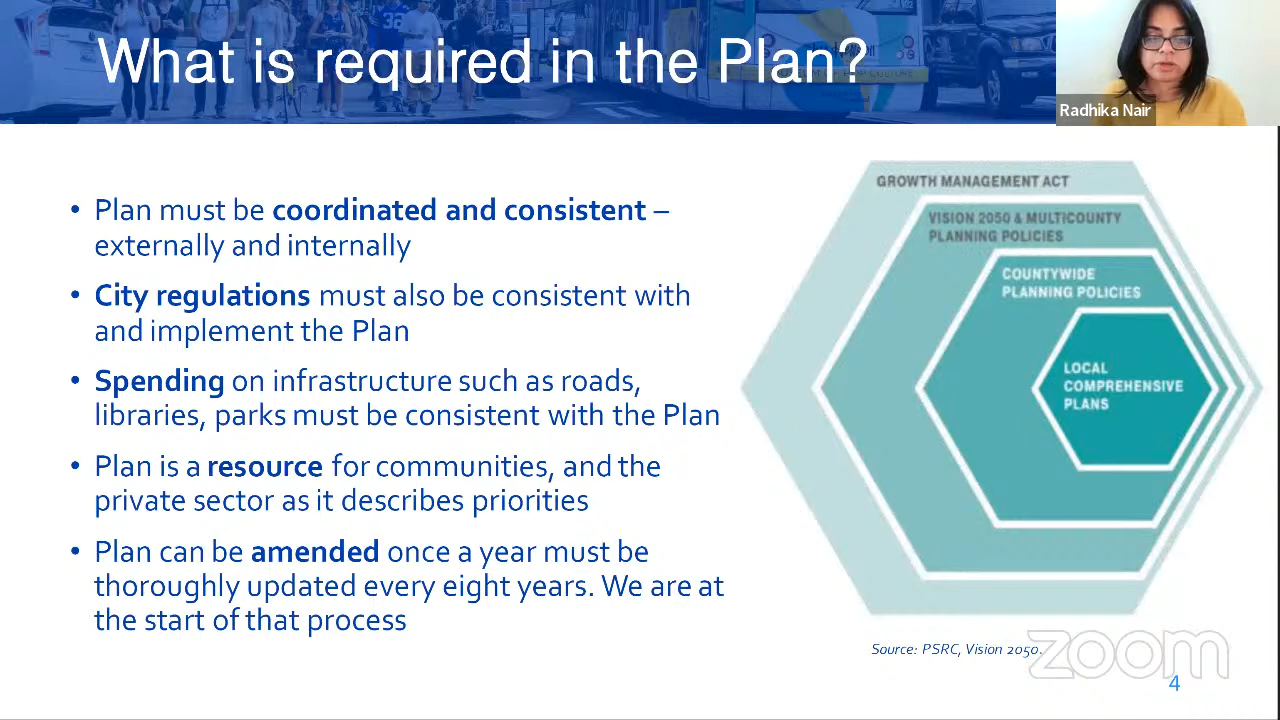 What is required in the Plan?
Radhika Nair
• Plan must be coordinated and consistent –
externally and internally
• City regulations must also be consistent with
and implement the Plan
• Spending on infrastructure such as roads,
libraries, parks must be consistent with the Plan
• Plan is a resource for communities, and the
private sector as it describes priorities
• Plan can be amended once a year must be
thoroughly updated every eight years. We are at
the start of that process
GROWTH MANAGEMENT ACT
VISION 2050 & MULTICOUNTY
PLANNING POLICIES
COUNTYWIDE
PLANNING POLICIES
LOCAL
COMPREHENSIVE
PLANS
Source: PSRC, Vision 2050.
zoom
4